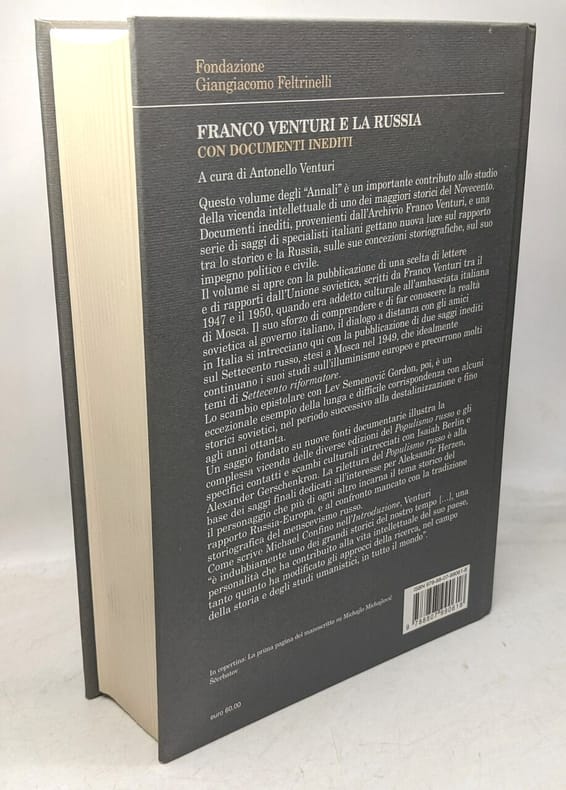 Fondazione
Giangiacomo Feltrinelli
FRANCO VENTURI E LA RUSSIA
CON DOCUMENTI INEDITI
A cura di Antonello Venturi
Questo volume degli “Annali” è un importante contributo allo studio
della vicenda intellettuale di uno dei maggiori storici del Novecento.
Documenti inediti, provenienti dall'Archivio Franco Venturi, e una
serie di saggi di specialisti italiani gettano nuova luce sul rapporto
tra lo storico e la Russia, sulle sue concezioni storiografiche, sul suo
impegno politico e civile.
Il volume si apre con la pubblicazione di una scelta di lettere
e di rapporti dall'Unione sovietica, scritti da Franco Venturi tra il
1947 e il 1950, quando era addetto culturale all'ambasciata italiana
di Mosca. Il suo sforzo di comprendere e di far conoscere la realtà
sovietica al governo italiano, il dialogo a distanza con gli amici
in Italia si intrecciano qui con la pubblicazione di due saggi inediti
sul Settecento russo, stesi a Mosca nel 1949, che idealmente
continuano i suoi studi sull'illuminismo europeo e precorrono molti
temi di Settecento riformatore.
Lo scambio epistolare con Lev Semenovič Gordon, poi, è un
eccezionale esempio della lunga e difficile corrispondenza con alcuni
storici sovietici, nel periodo successivo alla destalinizzazione e fino
agli anni ottanta.
Un saggio fondato su nuove fonti documentarie illustra la
complessa vicenda delle diverse edizioni del Populismo russo e gli
specifici contatti e scambi culturali intrecciati con Isaiah Berlin e
Alexander Gerschenkron. La rilettura del Populismo russo è alla
base dei saggi finali dedicati all'interesse per Aleksandr Herzen,
il personaggio che più di ogni altro incarna il tema storico del
rapporto Russia-Europa, e al confronto mancato con la tradizione
storiografica del menscevismo russo.
Come scrive Michael Confino nell'Introduzione, Venturi
“è indubbiamente uno dei grandi storici del nostro tempo [...], una
personalità che ha contribuito alla vita intellettuale del suo paese,
tanto quanto ha modificato gli approcci della ricerca, nel campo
della storia e degli studi umanistici, in tutto il mondo”.
In copertina: La prima pagina del manoscritto su Michajlo Michajlovič
Ščerbatov
euro 60,00
ISBN 978-88-07-99061-8
9 788807 990618